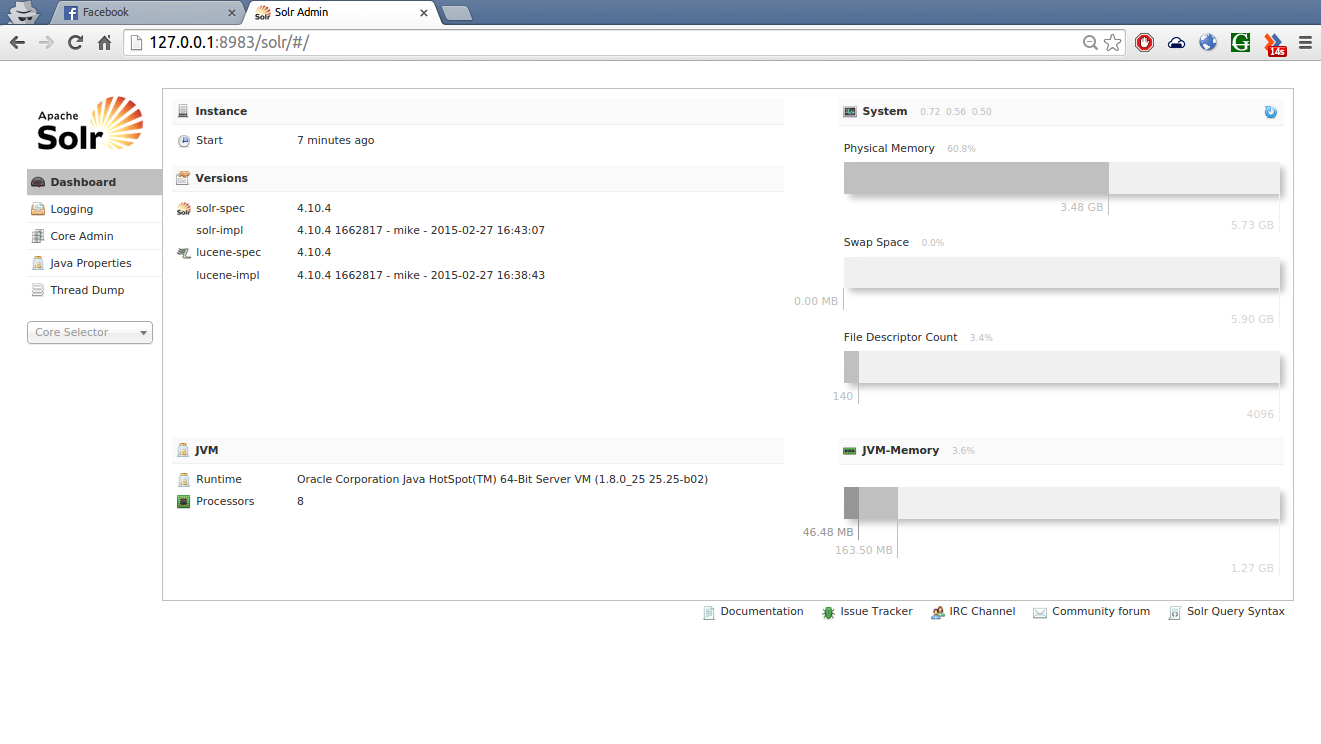 Facebook
Solr Admin
127.0.0.1:8983/solr/#/
G
14s
Apache
Solr
Dashboard
Logging
Core Admin
Java Properties
Thread Dump
Core Selector
Instance
Start 7 minutes ago
Versions
solr-spec 4.10.4
solr-impl 4.10.4 1662817 - mike - 2015-02-27 16:43:07
lucene-spec 4.10.4
lucene-impl 4.10.4 1662817 - mike - 2015-02-27 16:38:43
JVM
Runtime Oracle Corporation Java HotSpot(TM) 64-Bit Server VM (1.8.0_25 25.25-b02)
Processors 8
System 0.72 0.56 0.50
Physical Memory 60.8%
3.48 GB
5.73 GB
Swap Space 0.0%
0.00 MB
5.90 GB
File Descriptor Count 3.4%
140
4096
JVM-Memory 3.6%
46.48 MB
163.50 MB
1.27 GB
Documentation Issue Tracker IRC Channel Community forum Solr Query Syntax